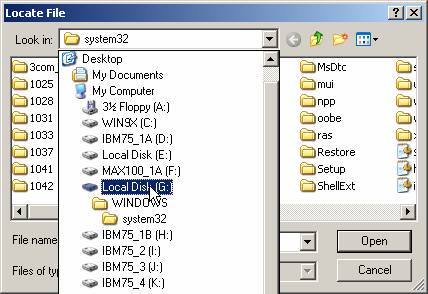 Locate File
Look in: system32
Desktop
My Documents
My Computer
3½ Floppy (A:)
WIN9X (C:)
IBM75_1A (D:)
Local Disk (E:)
MAX100_1A (F:)
Local Disk (G:)
WINDOWS
system32
IBM75_1B (H:)
IBM75_2 (I:)
IBM75_3 (J:)
IBM75_4 (K:)
3com_
1025
1028
1031
1033
1037
1041
1042
MsDtc
mui
npp
oobe
ras
Restore
Setup
ShellExt
File name
Open
Files of typ
Cancel